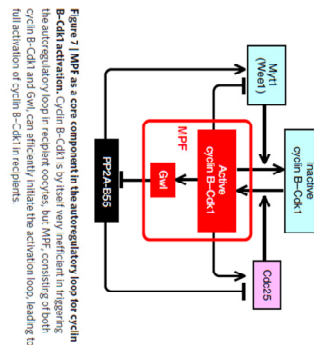 Inactive
cyclin B–Cdk1
Myt1
(Wee1)
Cdc25
Active
cyclin B–Cdk1
MPF
Gwl
PP2A-B55
Figure 7 | MPF as a core component in the autoregulatory loop for cyclin
B–Cdk1 activation. Cyclin B–Cdk1 is by itself very inefficient in triggering
the autoregulatory loop in recipient oocytes, but MPF, consisting of both
cyclin B–Cdk1 and Gwl, can efficiently initiate the activation loop, leading to
full activation of cyclin B–Cdk1 in recipients.